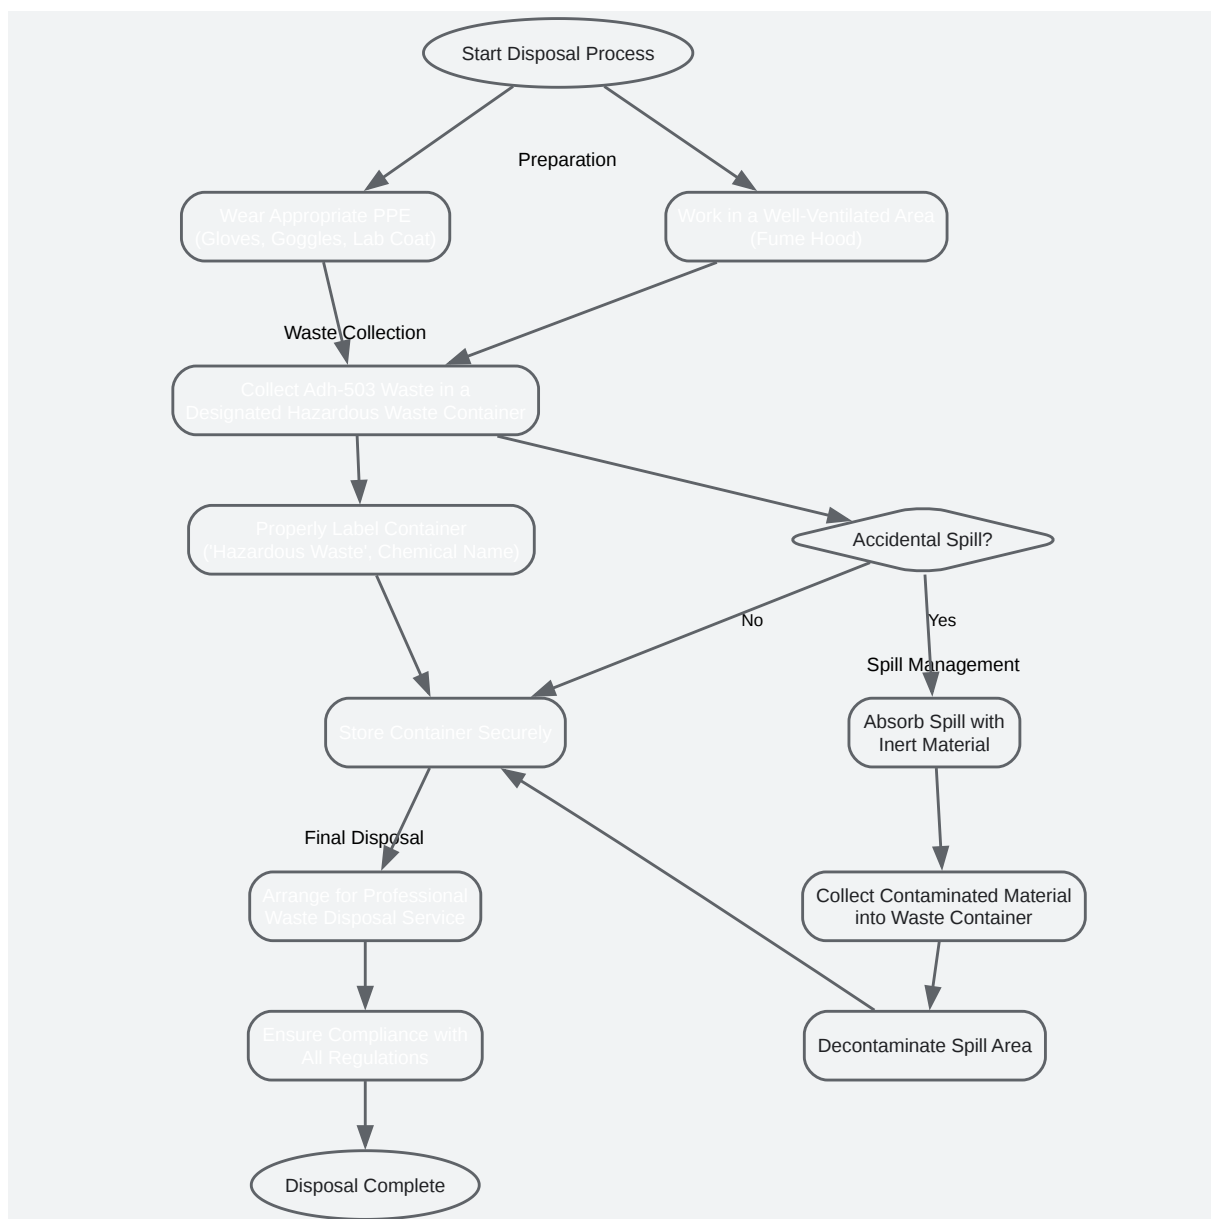 Start Disposal Process
Preparation
Wear Appropriate PPE
(Gloves, Goggles, Lab Coat)
Work in a Well-Ventilated Area
(Fume Hood)
Waste Collection
Collect Adh-503 Waste in a
Designated Hazardous Waste Container
Properly Label Container
('Hazardous Waste', Chemical Name)
Accidental Spill?
No
Yes
Spill Management
Store Container Securely
Absorb Spill with
Inert Material
Final Disposal
Arrange for Professional
Waste Disposal Service
Collect Contaminated Material
into Waste Container
Ensure Compliance with
All Regulations
Decontaminate Spill Area
Disposal Complete